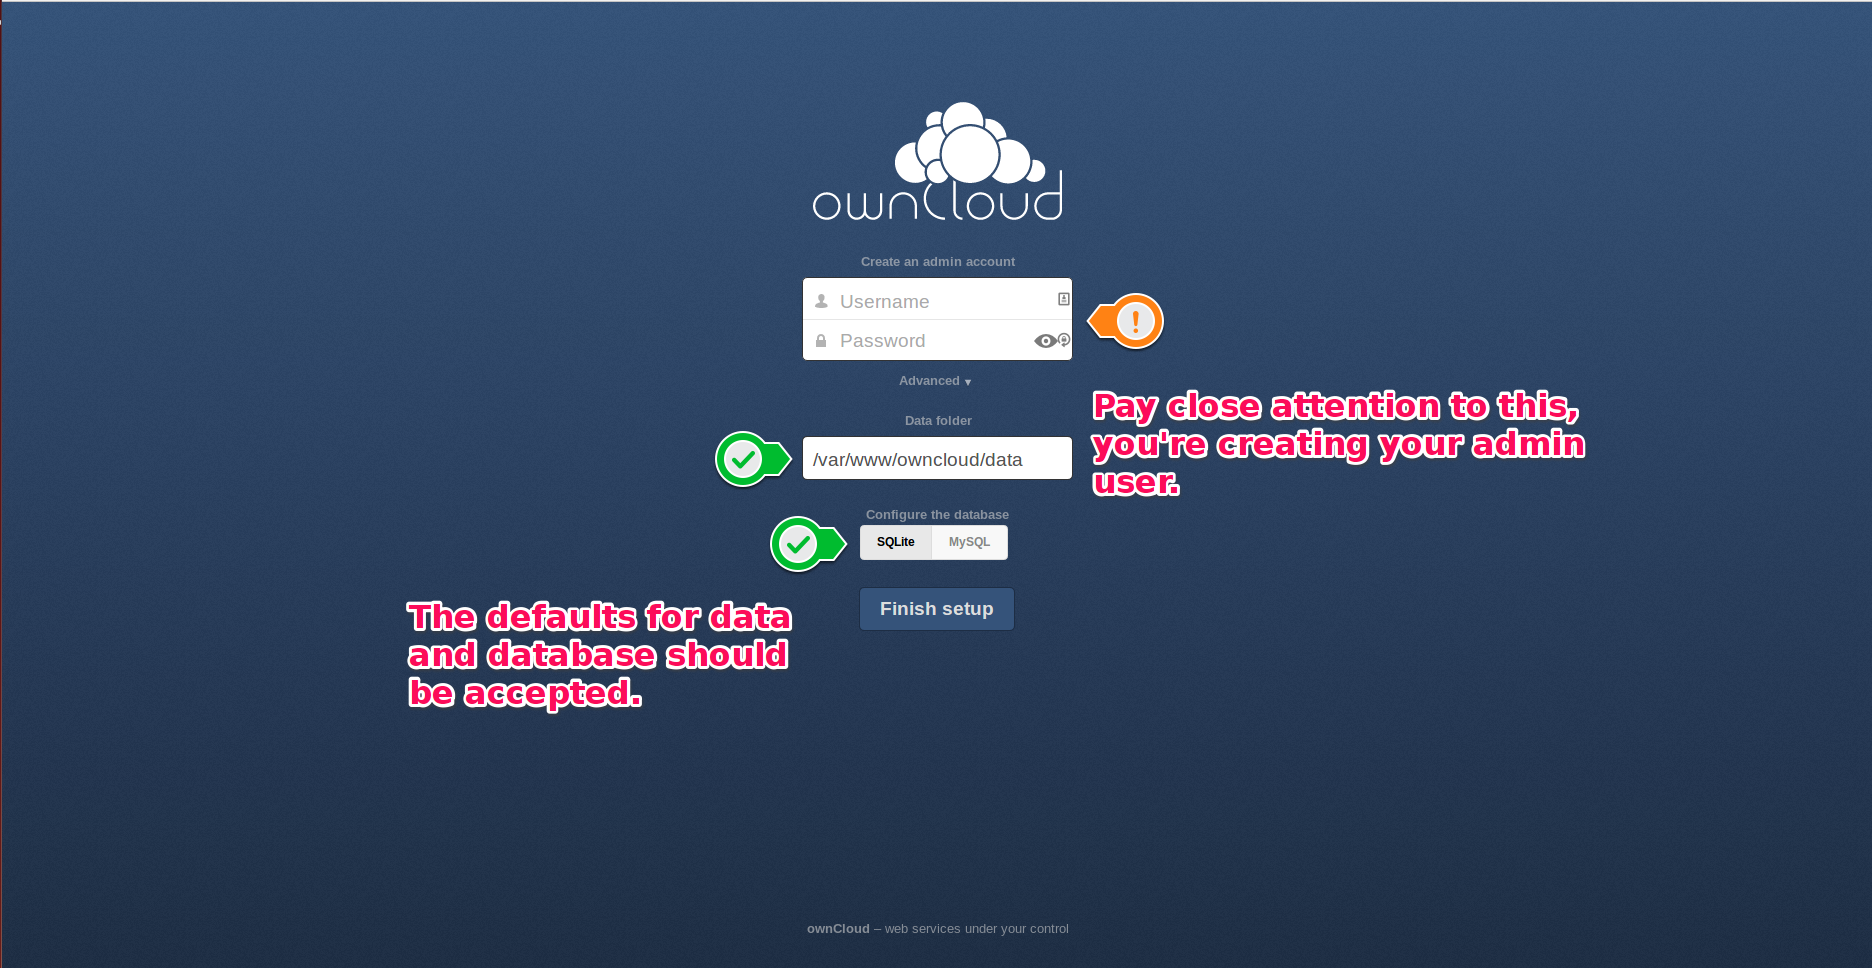 ownCloud
Create an admin account
Username
Password
Advanced ▼
Data folder
/var/www/owncloud/data
Pay close attention to this,
you're creating your admin
user.
Configure the database
SQLite MySQL
Finish setup
The defaults for data
and database should
be accepted.
ownCloud – web services under your control